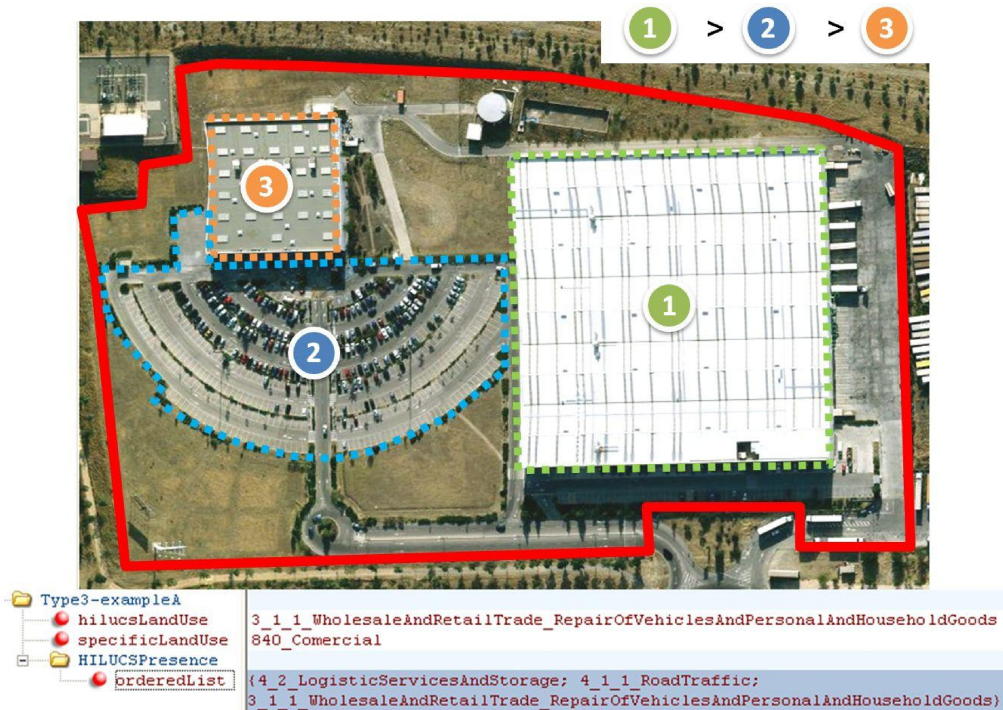 1 > 2 > 3
3
1
2
Type3-exampleA
hilucsLandUse 3_1_1_WholesaleAndRetailTrade_RepairOfVehiclesAndPersonalAndHouseholdGoods
specificLandUse 840_Comercial
HILUCSPresence
orderedList {4_2_LogisticServicesAndStorage; 4_1_1_RoadTraffic;
3_1_1_WholesaleAndRetailTrade_RepairOfVehiclesAndPersonalAndHouseholdGoods}